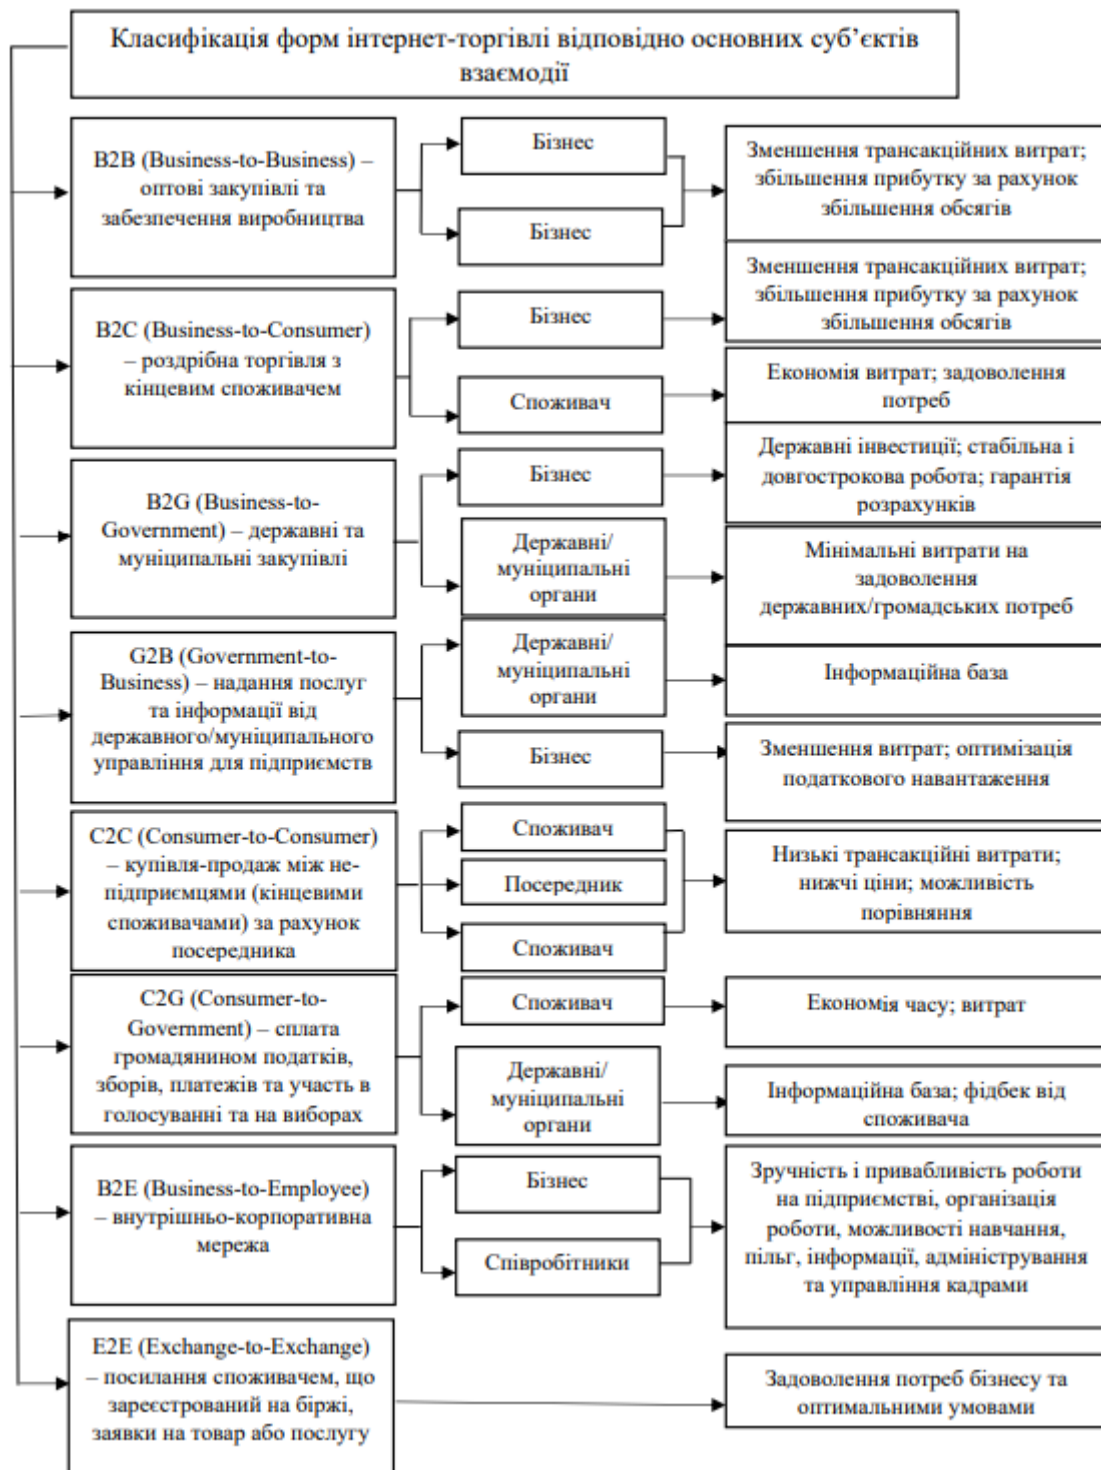 Класифікація форм інтернет-торгівлі відповідно основних суб’єктів
взаємодії
B2B (Business-to-Business) –
оптові закупівлі та
забезпечення виробництва
Бізнес
Бізнес
Зменшення трансакційних витрат;
збільшення прибутку за рахунок
збільшення обсягів
B2C (Business-to-Consumer)
– роздрібна торгівля з
кінцевим споживачем
Бізнес
Зменшення трансакційних витрат;
збільшення прибутку за рахунок
збільшення обсягів
Споживач
Економія витрат; задоволення
потреб
B2G (Business-to-
Government) – державні та
муніципальні закупівлі
Бізнес
Державні інвестиції; стабільна і
довгострокова робота; гарантія
розрахунків
Державні/
муніципальні
органи
Мінімальні витрати на
задоволення
державних/громадських потреб
G2B (Government-to-
Business) – надання послуг
та інформації від
державного/муніципального
управління для підприємств
Державні/
муніципальні
органи
Інформаційна база
Бізнес
Зменшення витрат; оптимізація
податкового навантаження
C2C (Consumer-to-Consumer)
– купівля-продаж між не-
підприємцями (кінцевими
споживачами) за рахунок
посередника
Споживач
Посередник
Споживач
Низькі трансакційні витрати;
нижчі ціни; можливість
порівняння
C2G (Consumer-to-
Government) – сплата
громадянином податків,
зборів, платежів та участь в
голосуванні та на виборах
Споживач
Економія часу; витрат
Державні/
муніципальні
органи
Інформаційна база; фідбек від
споживача
B2E (Business-to-Employee)
– внутрішньо-корпоративна
мережа
Бізнес
Співробітники
Зручність і привабливість роботи
на підприємстві, організація
роботи, можливості навчання,
пільг, інформації, адміністрування
та управління кадрами
E2E (Exchange-to-Exchange)
– посилання споживачем, що
зареєстрований на біржі,
заявки на товар або послугу
Задоволення потреб бізнесу та
оптимальними умовами